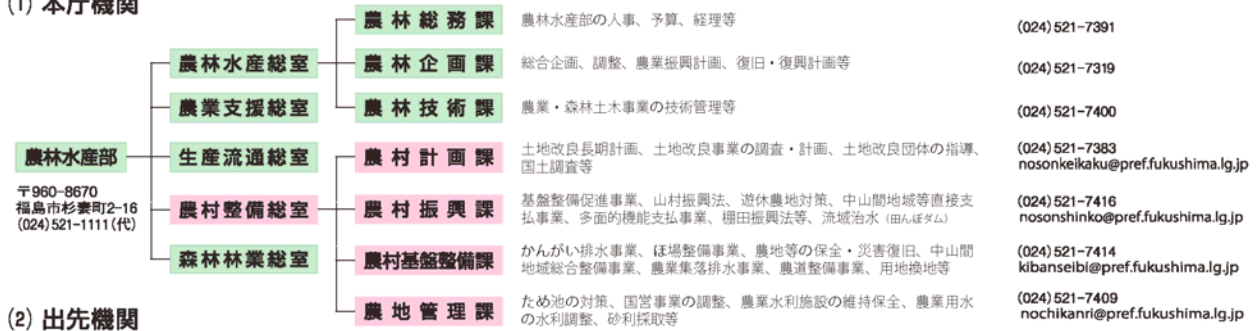 (1) 本庁機関
農林総務課 農林水産部の人事、予算、経理等 (024)521-7391
農林水産総室 農林企画課 総合企画、調整、農業振興計画、復旧・復興計画等 (024)521-7319
農業支援総室 農林技術課 農業・森林土木事業の技術管理等 (024)521-7400
農林水産部 生産流通総室 農村計画課 土地改良長期計画、土地改良事業の調査・計画、土地改良団体の指導、 (024)521-7383
国土調査等 nosonkeikaku@pref.fukushima.lg.jp
〒960-8670
福島市杉妻町2-16
(024)521-1111(代)
農村整備総室 農村振興課 基盤整備促進事業、山村振興法、遊休農地対策、中山間地域等直接支 (024)521-7416
払事業、多面的機能支払事業、棚田振興法等、流域治水(田んぼダム) nosonshinko@pref.fukushima.lg.jp
森林林業総室 農村基盤整備課 かんがい排水事業、ほ場整備事業、農地等の保全・災害復旧、中山間 (024)521-7414
地域総合整備事業、農業集落排水事業、農道整備事業、用地換地等 kibanseibi@pref.fukushima.lg.jp
農地管理課 ため池の対策、国営事業の調整、農業水利施設の維持保全、農業用水 (024)521-7409
の水利調整、砂利採取等 nochikanri@pref.fukushima.lg.jp
(2) 出先機関